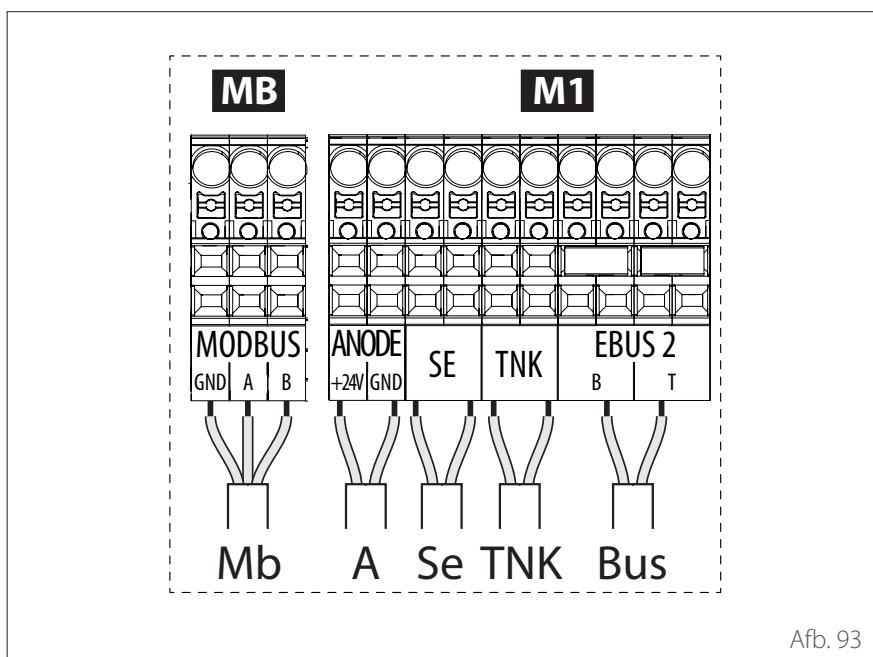 MB M1
MODBUS ANODE SE TNK EBUS 2
GND A B +24V GND B T
Mb A Se TNK Bus
Afb. 93